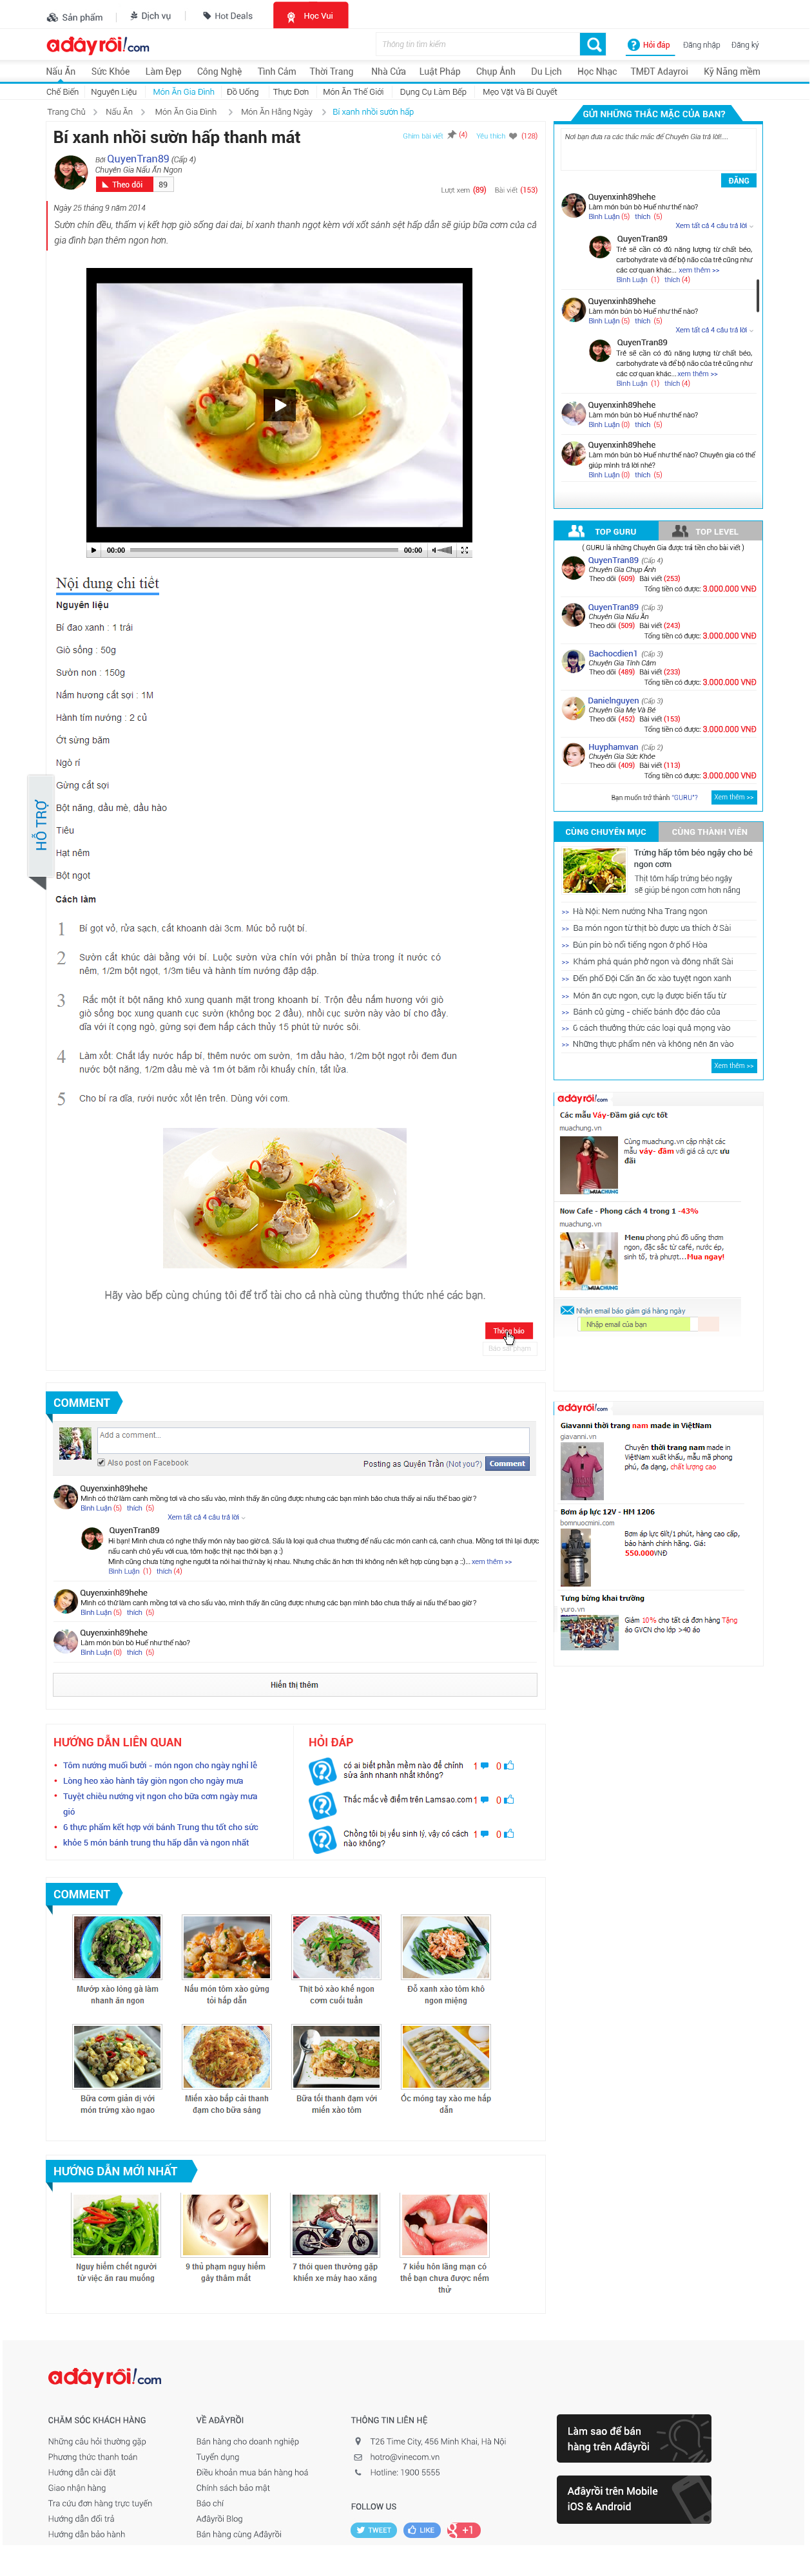 Sản phẩm
Dịch vụ
Hot Deals
Học Vui
adâyrồi!.com
Thông tin tìm kiếm
Hỏi đáp
Đăng nhập
Đăng ký
Nấu Ăn Sức Khỏe Làm Đẹp Công Nghệ Tình Cảm Thời Trang Nhà Cửa Luật Pháp Chụp Ảnh Du Lịch Học Nhạc TMĐT Adayroi Kỹ Năng mềm
Chế Biến Nguyên Liệu Món Ăn Gia Đình Đồ Uống Thực Đơn Món Ăn Thế Giới Dụng Cụ Làm Bếp Mẹo Vặt Và Bí Quyết
Trang Chủ > Nấu Ăn > Món Ăn Gia Đình > Món Ăn Hằng Ngày > Bí xanh nhồi sườn hấp
Bí xanh nhồi sườn hấp thanh mát
Ghim bài viết (4) Yêu thích (128)
Bởi QuyenTran89 (Cấp 4)
Chuyên Gia Nấu Ăn Ngon
Theo dõi 89
Lượt xem (89) Bài viết (153)
Ngày 25 tháng 9 năm 2014
Sườn chín đều, thấm vị kết hợp giò sống dai dai, bí xanh thanh ngọt kèm với xốt sánh sệt hấp dẫn sẽ giúp bữa cơm của cả
gia đình bạn thêm ngon hơn.
00:00 00:00
Nội dung chi tiết
Nguyên liệu
Bí đao xanh : 1 trái
Giò sống : 50g
Sườn non : 150g
Nấm hương cắt sợi : 1M
Hành tím nướng : 2 củ
Ớt sừng băm
Ngò rí
Gừng cắt sợi
Bột năng, dầu mè, dầu hào
Tiêu
Hạt nêm
Bột ngọt
HỖ TRỢ
Cách làm
1 Bí gọt vỏ, rửa sạch, cắt khoanh dài 3cm. Múc bỏ ruột bí.
2 Sườn cắt khúc dài bằng với bí. Luộc sườn vừa chín với phần bí thừa trong ít nước có
nêm, 1/2m bột ngọt, 1/3m tiêu và hành tím nướng đập dập.
3 Rắc một ít bột năng khô xung quanh mặt trong khoanh bí. Trộn đều nấm hương với giò
giò sống bọc xung quanh cục sườn (không bọc 2 đầu), nhồi cục sườn này vào bí cho đầy.
dĩa với ít cọng ngò, gừng sợi đem hấp cách thủy 15 phút từ nước sôi.
4 Làm xốt: Chắt lấy nước hấp bí, thêm nước om sườn, 1m dầu hào, 1/2m bột ngọt rồi đem đun
nước bột năng, 1/2m dầu mè và 1m ớt băm rồi khuấy chín, tắt lửa.
5 Cho bí ra dĩa, rưới nước xốt lên trên. Dùng với cơm.
Hãy vào bếp cùng chúng tôi để trổ tài cho cả nhà cùng thưởng thức nhé các bạn.
Thông báo
Báo sai phạm
COMMENT
Add a comment...
Also post on Facebook
Posting as Quyên Trần (Not you?) Comment
Quyenxinh89hehe
Mình có thử làm canh mồng tơi và cho sấu vào, mình thấy ăn cũng được nhưng các bạn mình bảo chưa thấy ai nấu thế bao giờ ?
Bình Luận (5) thích (5)
Xem tất cả 4 câu trả lời
QuyenTran89
Hi bạn! Mình chưa có nghe thấy món này bao giờ cả. Sấu là loại quả chua thường để nấu các món canh cá, canh chua. Mồng tơi thì lại được
nấu canh chủ yếu với cua, tôm hoặc thịt nạc thôi bạn ạ ;)
Mình cũng chưa từng nghe người ta nói hai thứ này kị nhau. Nhưng chắc ăn hơn thì không nên kết hợp cùng bạn ạ :;)... xem thêm >>
Bình Luận (1) thích (4)
Quyenxinh89hehe
Mình có thử làm canh mồng tơi và cho sấu vào, mình thấy ăn cũng được nhưng các bạn mình bảo chưa thấy ai nấu thế bao giờ ?
Bình Luận (5) thích (5)
Quyenxinh89hehe
Làm món bún bò Huế như thế nào?
Bình Luận (0) thích (5)
Hiển thị thêm
HƯỚNG DẪN LIÊN QUAN
Tôm nướng muối bưởi - món ngon cho ngày nghỉ lễ
Lòng heo xào hành tây giòn ngon cho ngày mưa
Tuyệt chiêu nướng vịt ngon cho bữa cơm ngày mưa
gió
6 thực phẩm kết hợp với bánh Trung thu tốt cho sức
khỏe 5 món bánh trung thu hấp dẫn và ngon nhất
HỎI ĐÁP
có ai biết phần mềm nào để chỉnh
sửa ảnh nhanh nhất không? 1 0
Thắc mắc về điểm trên Lamsao.com 1 0
Chồng tôi bị yếu sinh lý, vậy có cách
nào không? 1 0
COMMENT
Mướp xào lóng gà làm
nhanh ăn ngon
Nấu món tôm xào gừng
tỏi hấp dẫn
Thịt bò xào khế ngon
cơm cuối tuần
Đỗ xanh xào tôm khô
ngon miệng
Bữa cơm giản dị với
món trứng xào ngao
Miến xào bắp cải thanh
đạm cho bữa sáng
Bữa tối thanh đạm với
miến xào tôm
Ốc móng tay xào me hấp
dẫn
HƯỚNG DẪN MỚI NHẤT
Nguy hiểm chết người
từ việc ăn rau muống
9 thủ phạm nguy hiểm
gây thâm mắt
7 thói quen thường gặp
khiến xe máy hao xăng
7 kiểu hôn lãng mạn có
thể bạn chưa được nếm
thử
GỬI NHỮNG THẮC MẮC CỦA BẠN?
Nơi bạn đưa ra các thắc mắc để Chuyên Gia trả lời!....
ĐĂNG
Quyenxinh89hehe
Làm món bún bò Huế như thế nào?
Bình Luận (5) thích (5)
Xem tất cả 4 câu trả lời
QuyenTran89
Trẻ sẽ cần có đủ năng lượng từ chất béo,
carbohydrate và để bộ não của trẻ cũng như
các cơ quan khác... xem thêm >>
Bình Luận (1) thích (4)
Quyenxinh89hehe
Làm món bún bò Huế như thế nào?
Bình Luận (5) thích (5)
Xem tất cả 4 câu trả lời
QuyenTran89
Trẻ sẽ cần có đủ năng lượng từ chất béo,
carbohydrate và để bộ não của trẻ cũng như
các cơ quan khác...xem thêm >>
Bình Luận (1) thích (4)
Quyenxinh89hehe
Làm món bún bò Huế như thế nào?
Bình Luận (0) thích (5)
Quyenxinh89hehe
Làm món bún bò Huế như thế nào? Chuyên gia có thể
giúp mình trả lời nhé?
Bình Luận (0) thích (5)
TOP GURU TOP LEVEL
( GURU là những Chuyên Gia được trả tiền cho bài viết )
QuyenTran89 (Cấp 4)
Chuyên Gia Chụp Ảnh
Theo dõi (609) Bài viết (253)
Tổng tiền có được: 3.000.000 VNĐ
QuyenTran89 (Cấp 3)
Chuyên Gia Nấu Ăn
Theo dõi (509) Bài viết (243)
Tổng tiền có được: 3.000.000 VNĐ
Bachocdien1 (Cấp 3)
Chuyên Gia Tình Cảm
Theo dõi (489) Bài viết (233)
Tổng tiền có được: 3.000.000 VNĐ
Danielnguyen (Cấp 3)
Chuyên Gia Mẹ Và Bé
Theo dõi (452) Bài viết (153)
Tổng tiền có được: 3.000.000 VNĐ
Huyphamvan (Cấp 2)
Chuyên Gia Sức Khỏe
Theo dõi (409) Bài viết (113)
Tổng tiền có được: 3.000.000 VNĐ
Bạn muốn trở thành "GURU"? Xem thêm >>
CÙNG CHUYÊN MỤC CÙNG THÀNH VIÊN
Trứng hấp tôm béo ngậy cho bé
ngon cơm
Thịt tôm hấp trứng béo ngậy
sẽ giúp bé ngon cơm hơn nắng
>> Hà Nội: Nem nướng Nha Trang ngon
>> Ba món ngon từ thịt bò được ưa thích ở Sài
>> Bún pín bò nổi tiếng ngon ở phố Hòa
>> Khám phá quán phở ngon và đông nhất Sài
>> Đến phố Đội Cấn ăn ốc xào tuyệt ngon xanh
>> Món ăn cực ngon, cực lạ được biến tấu từ
>> Bánh củ gừng - chiếc bánh độc đáo của
>> 6 cách thưởng thức các loại quả mọng vào
>> Những thực phẩm nên và không nên ăn vào
Xem thêm >>
adâyrồi!.com
Các mẫu Váy-Đầm giá cực tốt
muachung.vn
Cùng muachung.vn cập nhật các
mẫu váy- đầm với giá cả cực ưu
đãi
MUACHUNG
Now Cafe - Phong cách 4 trong 1 -43%
muachung.vn
Menu phong phú đồ uống thơm
ngon, đặc sắc từ café, nước ép,
sinh tố, trà phượt...Mua ngay!
MUACHUNG
Nhận email báo giảm giá hàng ngày
Nhập email của bạn
adâyrồi!.com
Giavanni thời trang nam made in ViệtNam
giavanni.vn
Chuyên thời trang nam made in
ViệtNam xuất khẩu, mẫu mã phong
phú, đa dạng, chất lượng cao
Bơm áp lực 12V - HM 1206
bomnuocmini.com
Bơm áp lực 6lít/1 phút, hàng cao cấp,
bảo hành chính hãng. Giá:
550.000VNĐ
Tưng bừng khai trường
yuro.vn
Giảm 10% cho tất cả đơn hàng Tặng
áo GVCN cho lớp >40 áo
adâyrồi!.com
CHĂM SÓC KHÁCH HÀNG
Những câu hỏi thường gặp
Phương thức thanh toán
Hướng dẫn cài đặt
Giao nhận hàng
Tra cứu đơn hàng trực tuyến
Hướng dẫn đổi trả
Hướng dẫn bảo hành
VỀ ADÂYRỒI
Bán hàng cho doanh nghiệp
Tuyển dụng
Điều khoản mua bán hàng hoá
Chính sách bảo mật
Báo chí
Adâyrồi Blog
Bán hàng cùng Adâyrồi
THÔNG TIN LIÊN HỆ
T26 Time City, 456 Minh Khai, Hà Nội
hotro@vinecom.vn
Hotline: 1900 5555
FOLLOW US
TWEET LIKE +1
Làm sao để bán
hàng trên Adâyrồi
Adâyrồi trên Mobile
iOS & Android